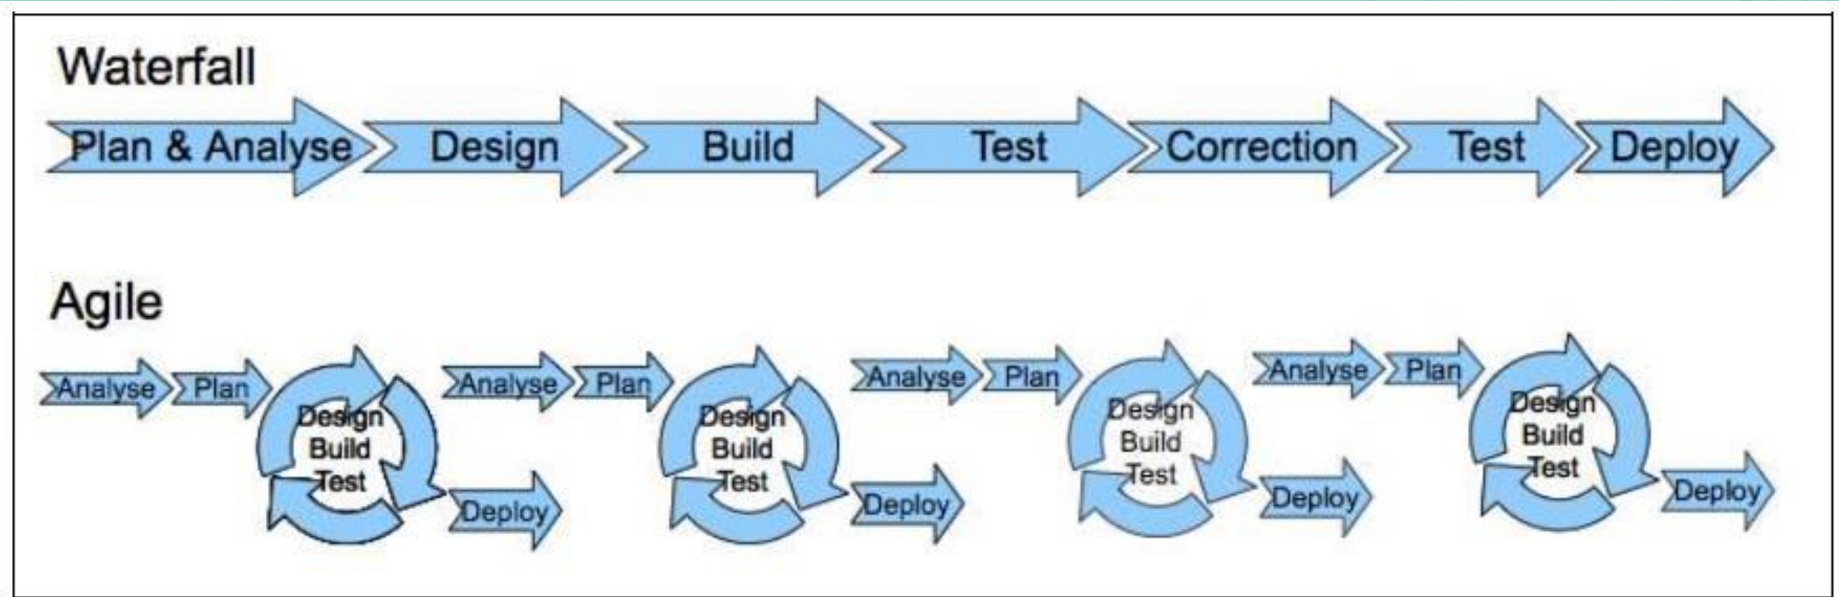 Waterfall
Plan & Analyse Design Build Test Correction Test Deploy
Agile
Analyse Plan
Design
Build
Test
Deploy
Analyse Plan
Design
Build
Test
Deploy
Analyse Plan
Design
Build
Test
Deploy
Analyse Plan
Design
Build
Test
Deploy